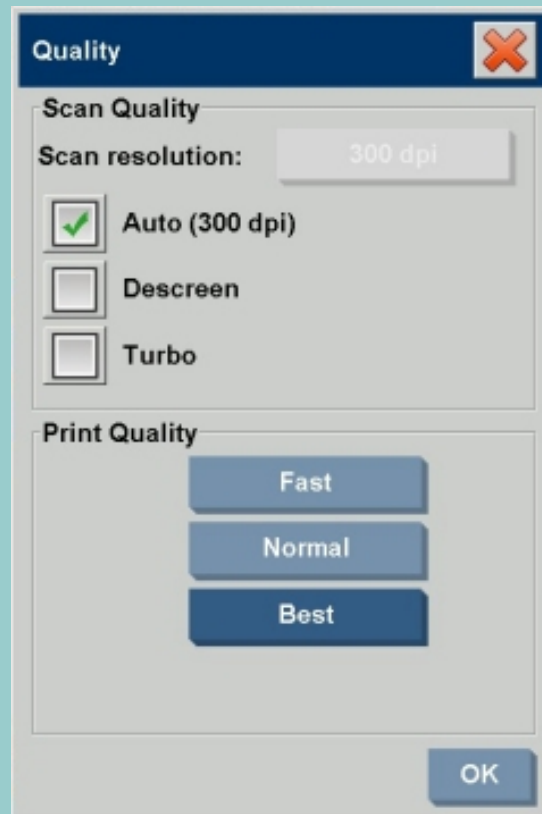 Quality
Scan Quality
Scan resolution: 300 dpi
Auto (300 dpi)
Descreen
Turbo
Print Quality
Fast
Normal
Best
OK